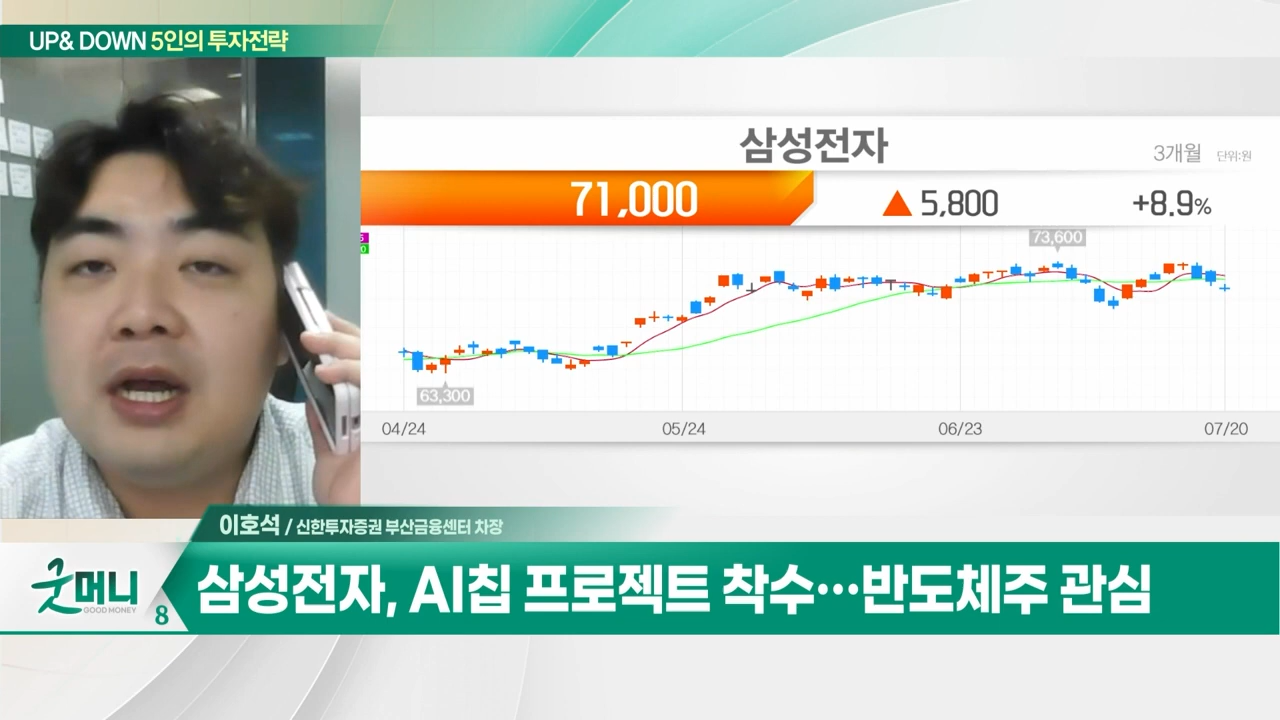 UP& DOWN 5인의 투자전략
삼성전자
3개월 단위:원
71,000 ▲ 5,800 +8.9%
73,600
63,300
04/24 05/24 06/23 07/20
이호석 / 신한투자증권 부산금융센터 차장
굿머니
GOOD MONEY
8
삼성전자, AI칩 프로젝트 착수…반도체주 관심